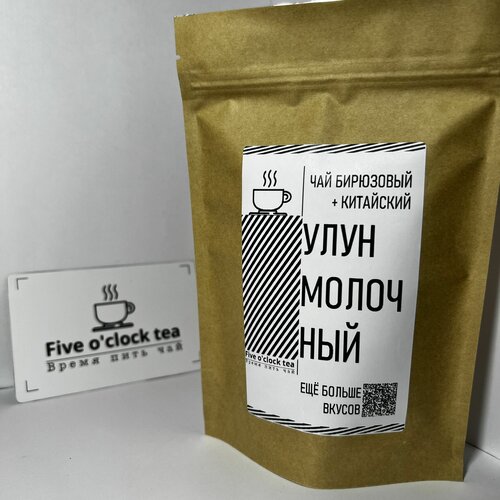 ЧАЙ БИРЮЗОВЫЙ
+ КИТАЙСКИЙ
УЛУН
МОЛОЧ
НЫЙ
Five o'clock tea
Время пить чай
ЕЩЁ БОЛЬШЕ
ВКУСОВ
Five o'clock tea
Время пить чай